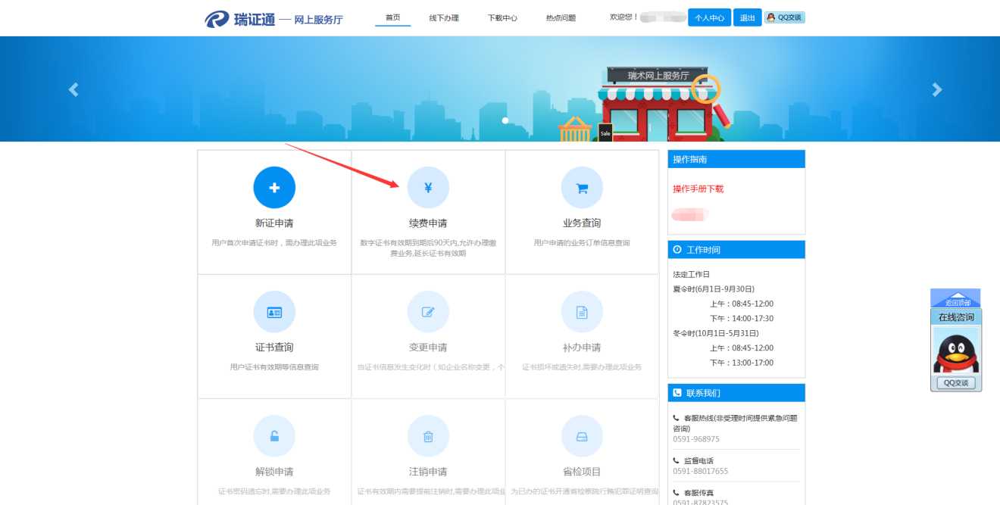 瑞证通 — 网上服务厅
首页
线下办理
下载中心
热点问题
欢迎您！
个人中心
退出
QQ交谈
瑞术网上服务厅
Sale
新证申请
用户首次申请证书时，需办理此项业务
续费申请
数字证书有效期到期后90天内,允许办理缴
费业务,延长证书有效期
业务查询
用户申请的业务订单信息查询
证书查询
用户证书有效期等信息查询
变更申请
当证书信息发生变化时（如企业名称变更，个
补办申请
证书损坏或遗失时,需要办理此项业务
解锁申请
证书密码遗忘时,需要办理此项业务
注销申请
证书有效期内需要提前注销时,需要办理此项业
省检项目
为已办的证书开通省检察院行贿犯罪证明查询
操作指南
操作手册下载
工作时间
法定工作日
夏令时(6月1日-9月30日)
上午：08:45-12:00
下午：14:00-17:30
冬令时(10月1日-5月31日)
上午：08:45-12:00
下午：13:00-17:00
联系我们
客服热线(非受理时间提供紧急问题
咨询)
0591-968975
监督电话
0591-88017655
客服传真
0591-87823575
返回顶部
在线咨询
QQ交谈